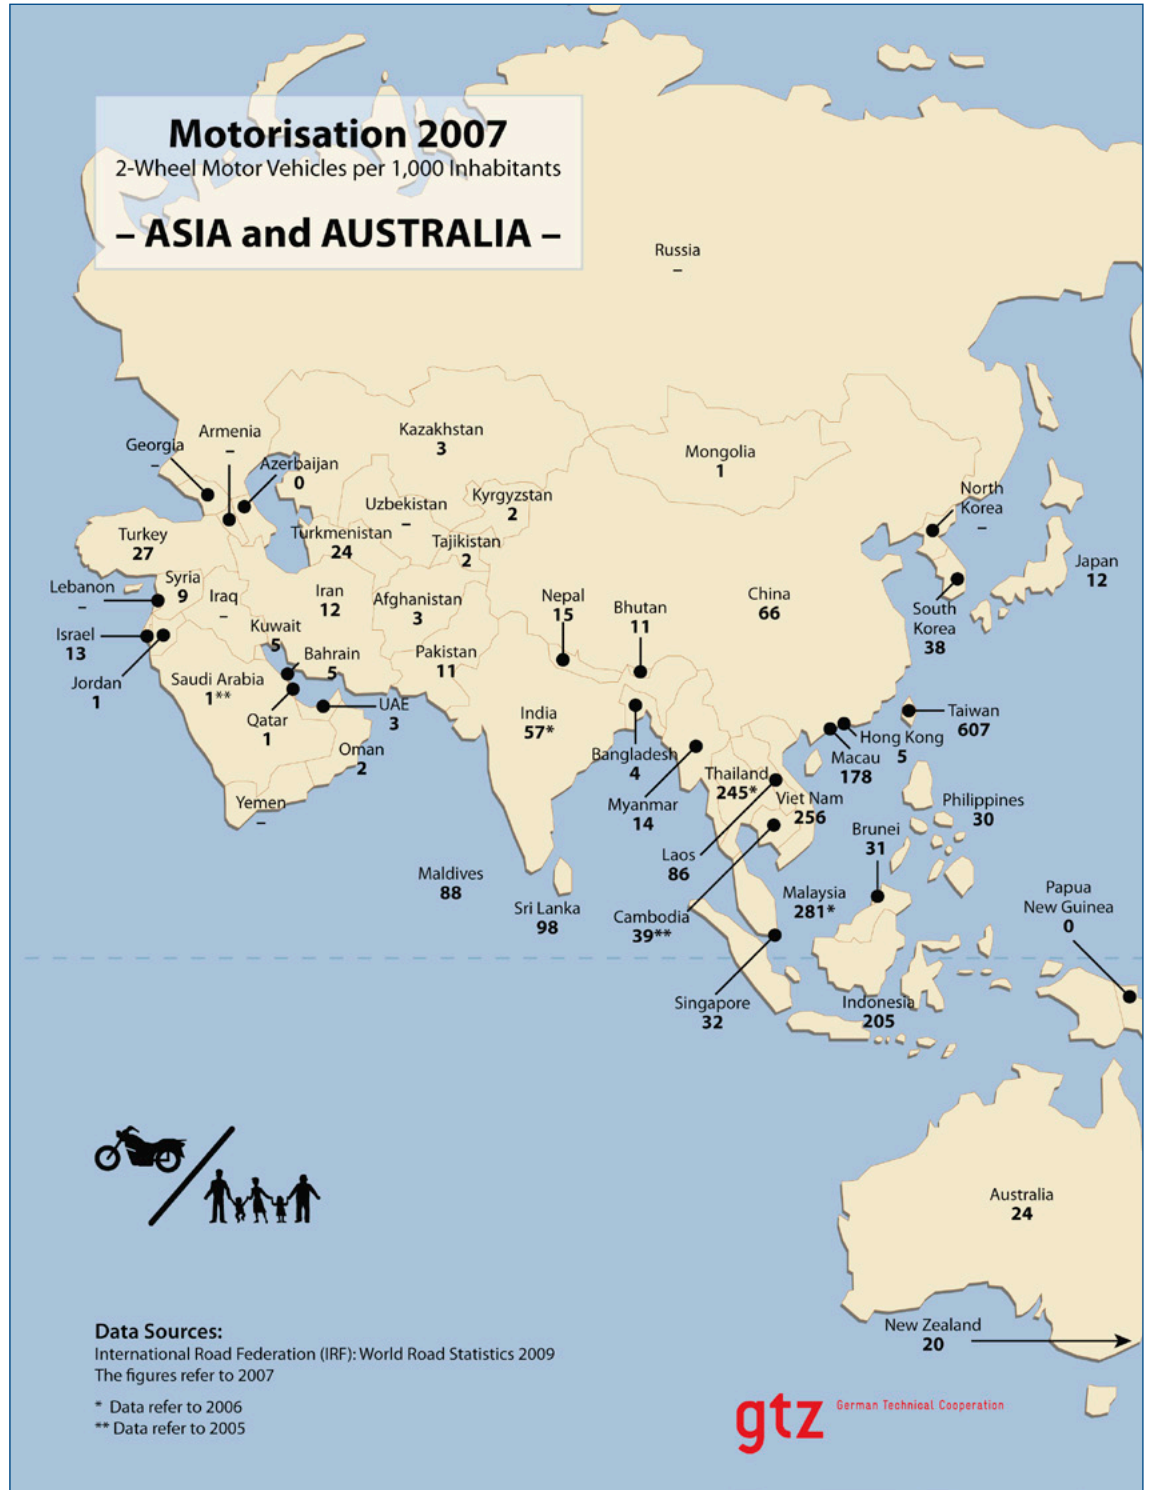 Motorisation 2007
2-Wheel Motor Vehicles per 1,000 Inhabitants
– ASIA and AUSTRALIA –
Russia
–
Kazakhstan
3
Mongolia
1
Armenia
–
Georgia
–
Azerbaijan
0
Uzbekistan
–
Kyrgyzstan
2
North
Korea
–
Turkey
27
Turkmenistan
24
Tajikistan
2
Japan
12
Lebanon
–
Syria
9
Iraq
–
Iran
12
Afghanistan
3
Nepal
15
Bhutan
11
China
66
South
Korea
38
Israel
13
Kuwait
5
Bahrain
5
Pakistan
11
Jordan
1
Saudi Arabia
1**
Qatar
1
UAE
3
India
57*
Taiwan
607
Hong Kong
5
Macau
178
Oman
2
Bangladesh
4
Thailand
245*
Viet Nam
256
Yemen
–
Myanmar
14
Philippines
30
Brunei
31
Laos
86
Maldives
88
Sri Lanka
98
Cambodia
39**
Malaysia
281*
Papua
New Guinea
0
Singapore
32
Indonesia
205
Australia
24
New Zealand
20
Data Sources:
International Road Federation (IRF): World Road Statistics 2009
The figures refer to 2007
* Data refer to 2006
** Data refer to 2005
gtz German Technical Cooperation